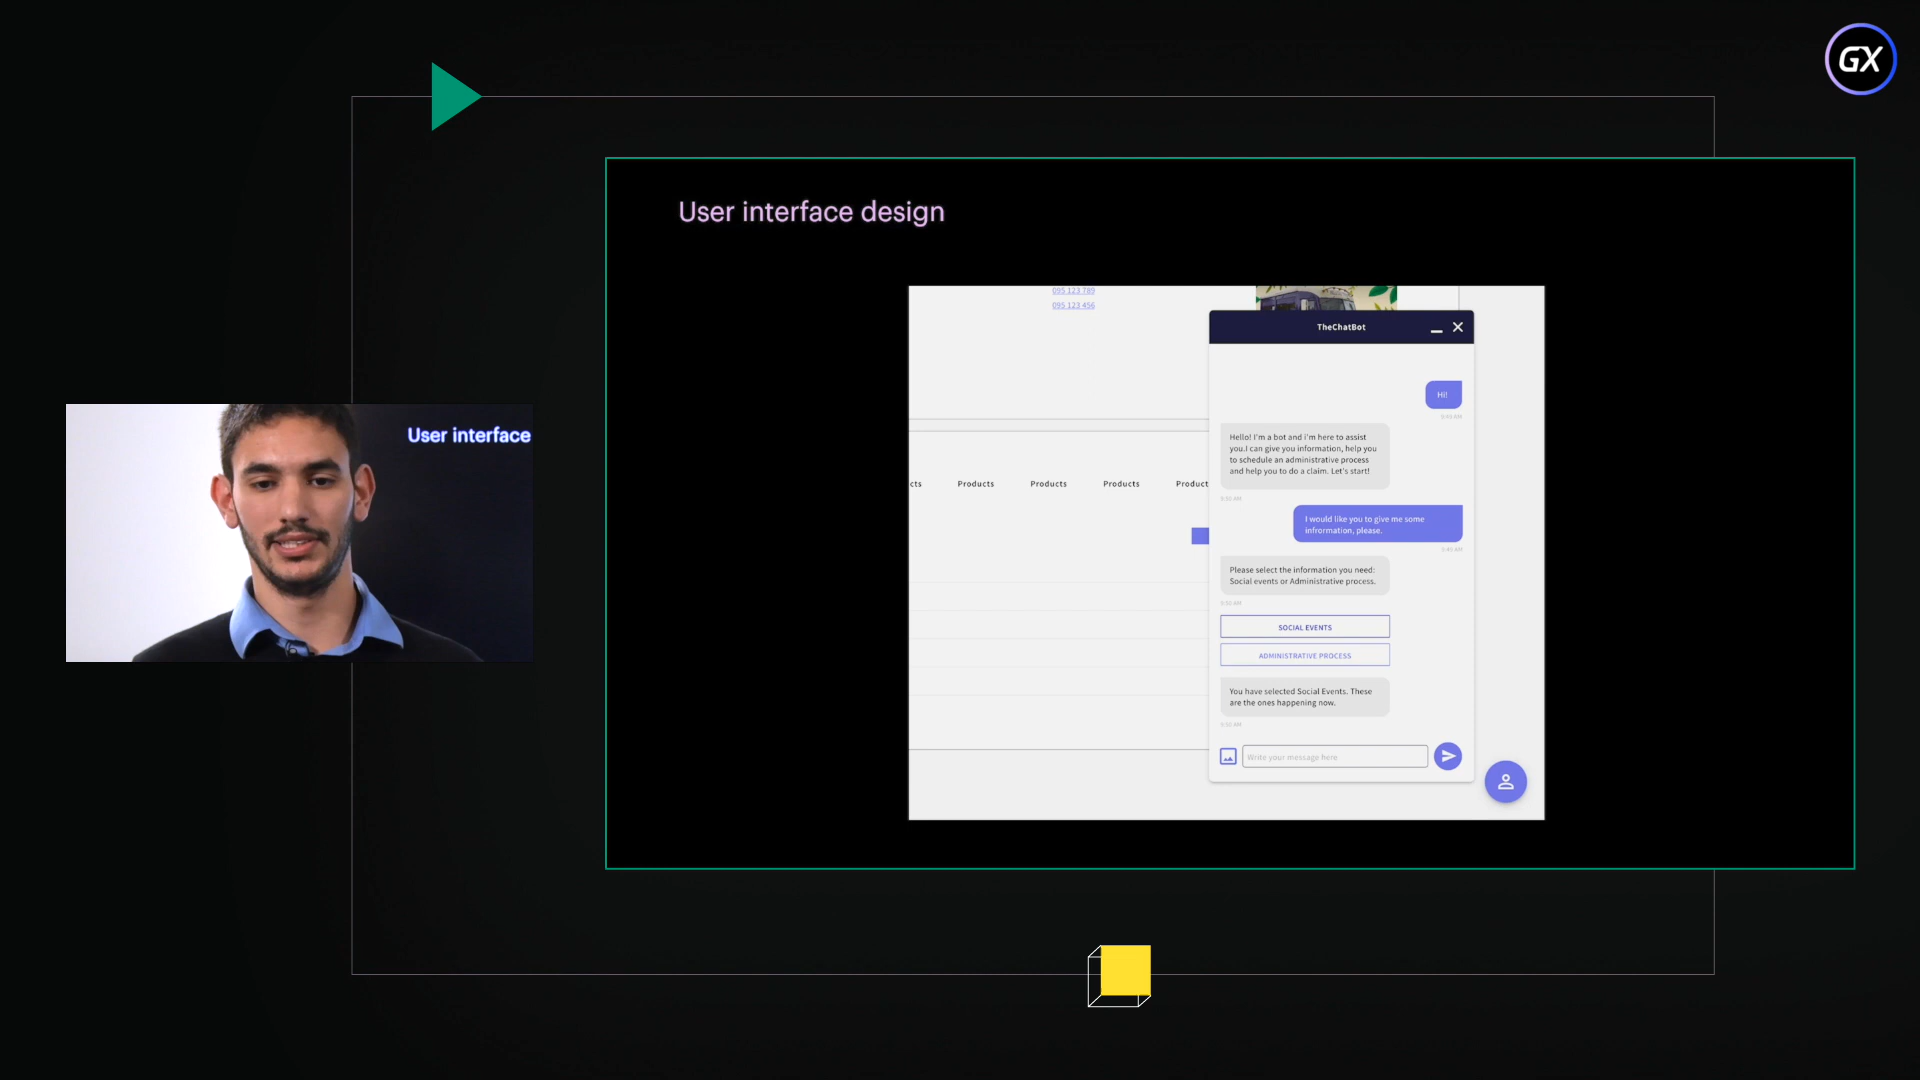 GX
User interface design
User interface
095 123 789
095 123 456
TheChatBot
Hi!
Hello! I'm a bot and i'm here to assist
you.I can give you information, help you
to schedule an administrative process
and help you to do a claim. Let's start!
cts Products Products Products Product
I would like you to give me some
infrormation, please.
Please select the information you need:
Social events or Administrative process.
SOCIAL EVENTS
ADMINISTRATIVE PROCESS
You have selected Social Events. These
are the ones happening now.
Write your message here